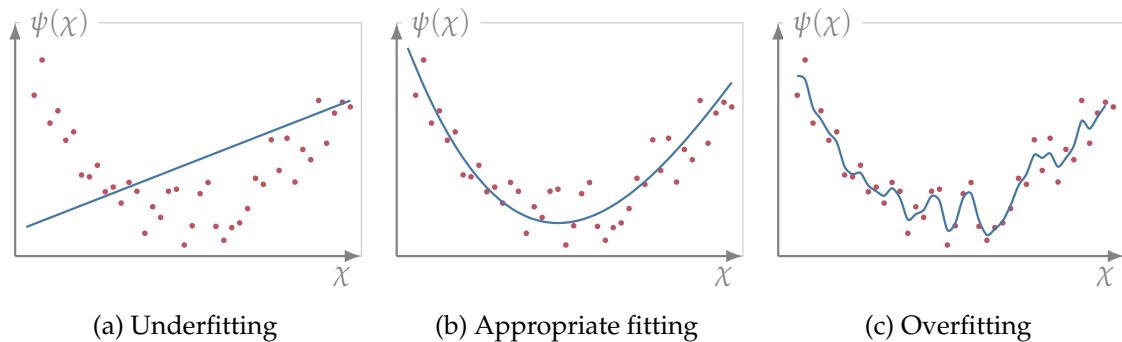 ψ(χ)
χ
(a) Underfitting
ψ(χ)
χ
(b) Appropriate fitting
ψ(χ)
χ
(c) Overfitting